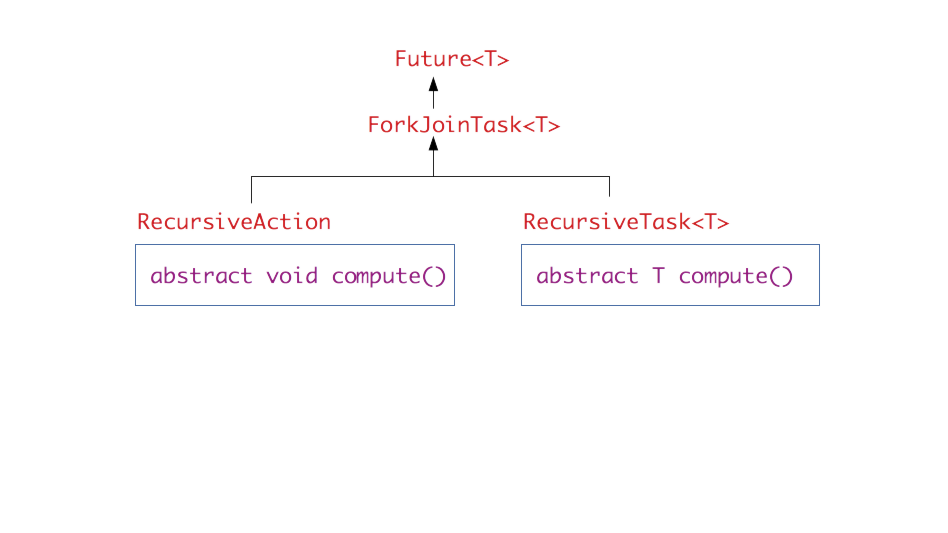 Future<T>
ForkJoinTask<T>
RecursiveAction
RecursiveTask<T>
abstract void compute()
abstract T compute()